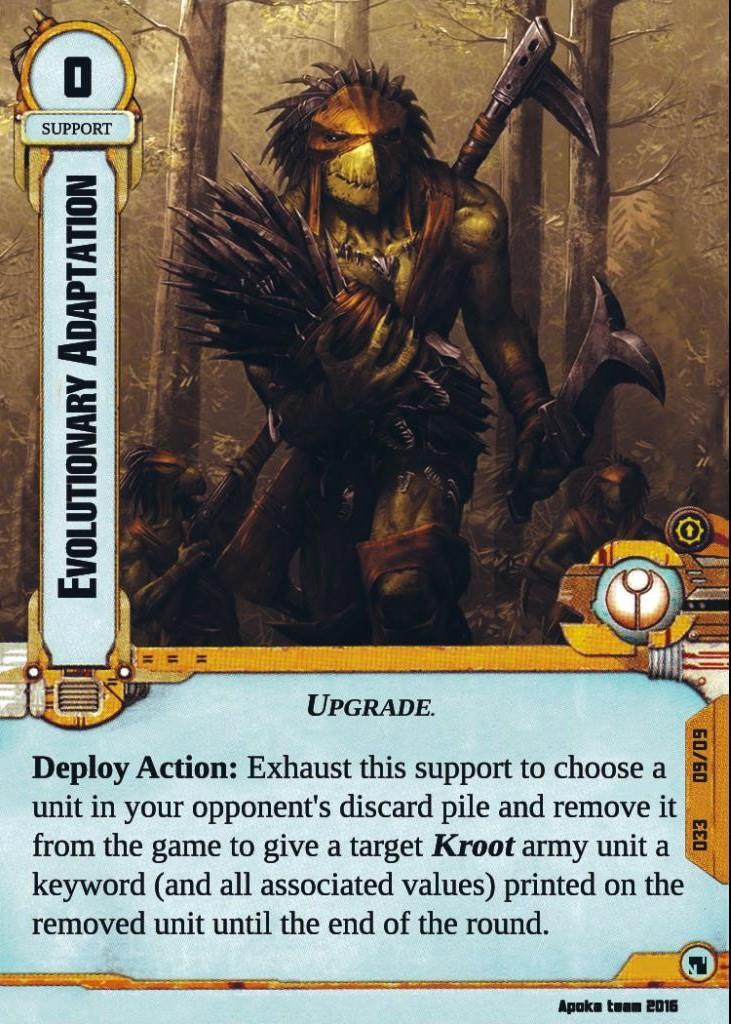 0
SUPPORT
EVOLUTIONARY ADAPTATION
UPGRADE.
Deploy Action: Exhaust this support to choose a
unit in your opponent's discard pile and remove it
from the game to give a target Kroot army unit a
keyword (and all associated values) printed on the
removed unit until the end of the round.
033 09/09
Apoka team 2016